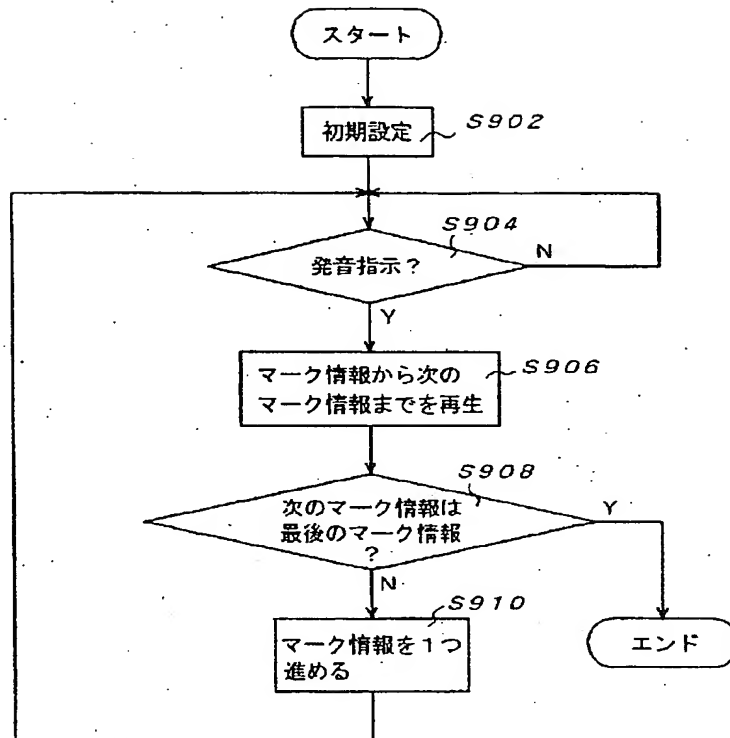 スタート
初期設定
S902
S904
発音指示？
N
Y
マーク情報から次の
マーク情報までを再生
S906
S908
次のマーク情報は
最後のマーク情報
？
Y
N
S910
マーク情報を１つ
進める
エンド